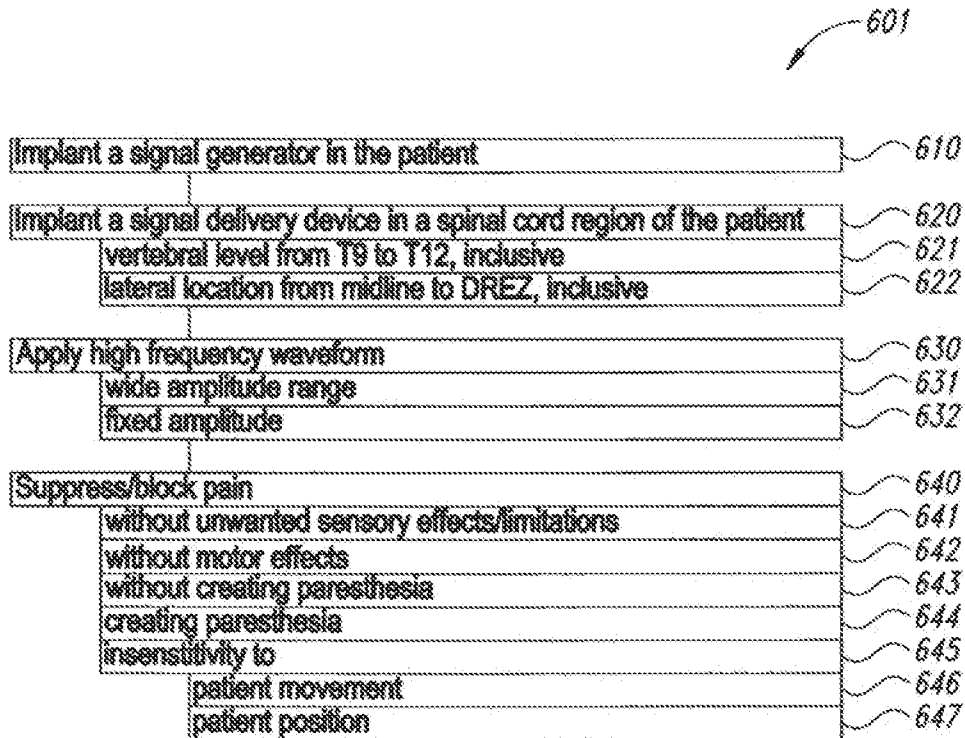 601
Implant a signal generator in the patient 610
Implant a signal delivery device in a spinal cord region of the patient 620
vertebral level from T9 to T12, inclusive 621
lateral location from midline to DREZ, inclusive 622
Apply high frequency waveform 630
wide amplitude range 631
fixed amplitude 632
Suppress/block pain 640
without unwanted sensory effects/limitations 641
without motor effects 642
without creating paresthesia 643
creating paresthesia 644
insenstitivity to 645
patient movement 646
patient position 647